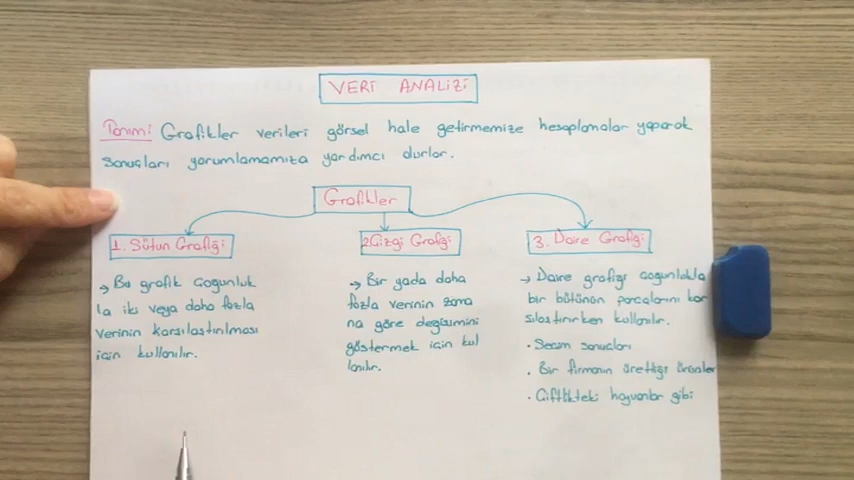 VERİ ANALİZİ
Tanımı: Grafikler verileri görsel hale getirmemize hesaplamalar yaparak
sonuçları yorumlamamıza yardımcı olurlar.
Grafikler
1. Sütun Grafiği
→ Bu grafik çoğunluk
la iki veya daha fazla
verinin karşılaştırılması
için kullanılır.
2. Çizgi Grafiği
→ Bir yada daha
fazla verinin zama
na göre değişimini
göstermek için kul
lanılır.
3. Daire Grafiği
→ Daire grafiği çoğunlukla
bir bütünün parçalarını kar
şılaştırırken kullanılır.
• Seçim sonuçları
• Bir firmanın ürettiği ürünler
• Çiftlikteki hayvanlar gibi